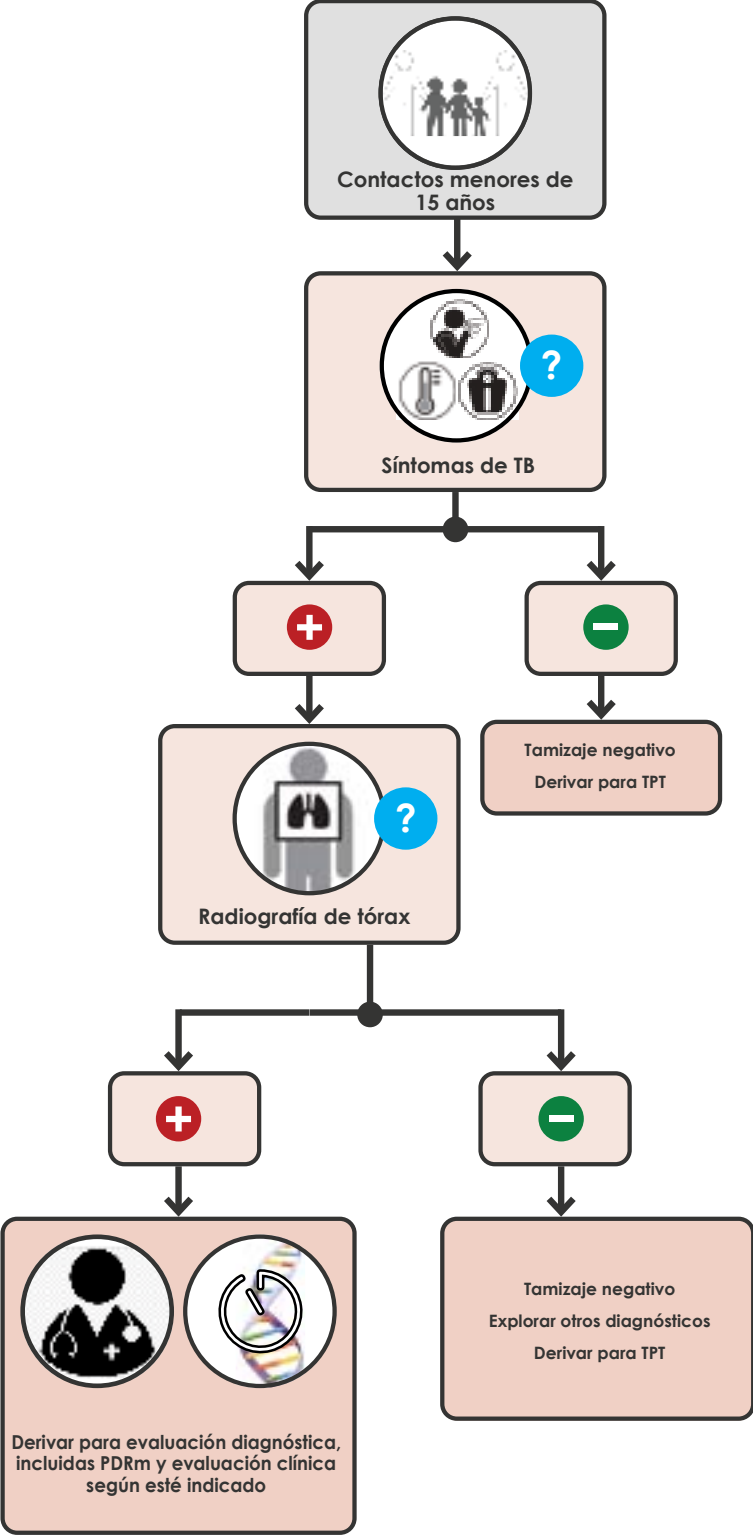 Contactos menores de
15 años
?
Síntomas de TB
Tamizaje negativo
Derivar para TPT
?
Radiografía de tórax
Tamizaje negativo
Explorar otros diagnósticos
Derivar para TPT
Derivar para evaluación diagnóstica,
incluidas PDRm y evaluación clínica
según esté indicado